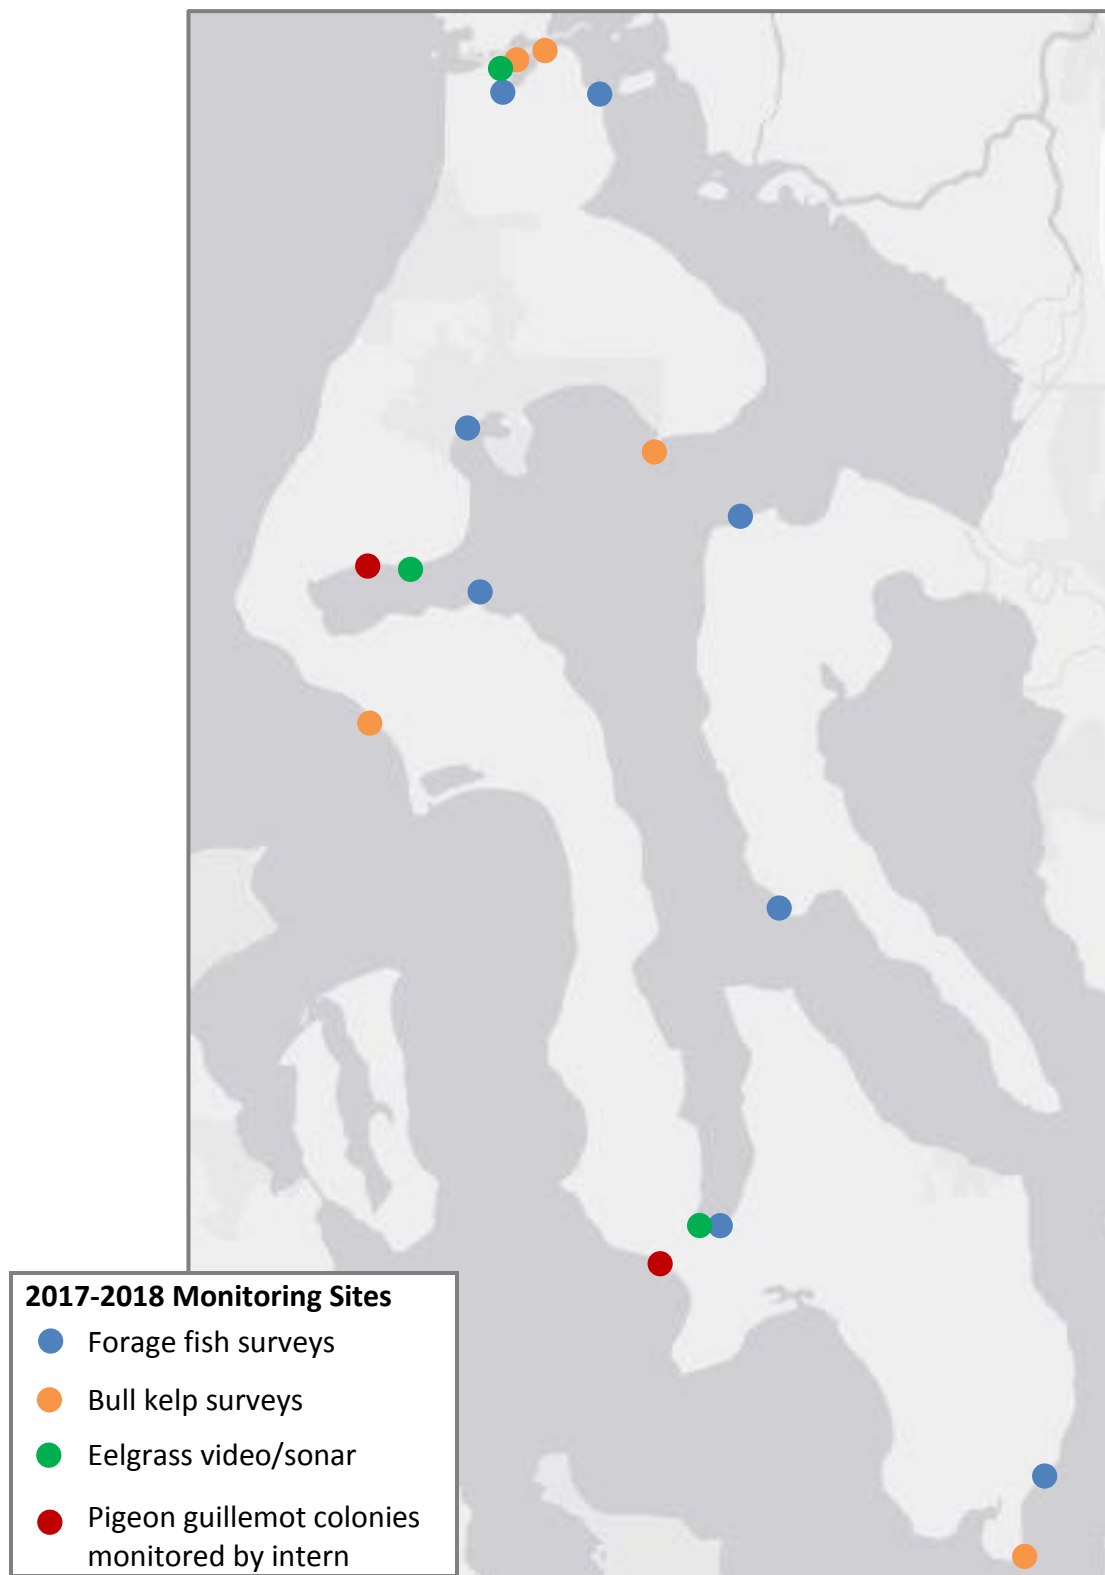 2017-2018 Monitoring Sites
Forage fish surveys
Bull kelp surveys
Eelgrass video/sonar
Pigeon guillemot colonies
monitored by intern